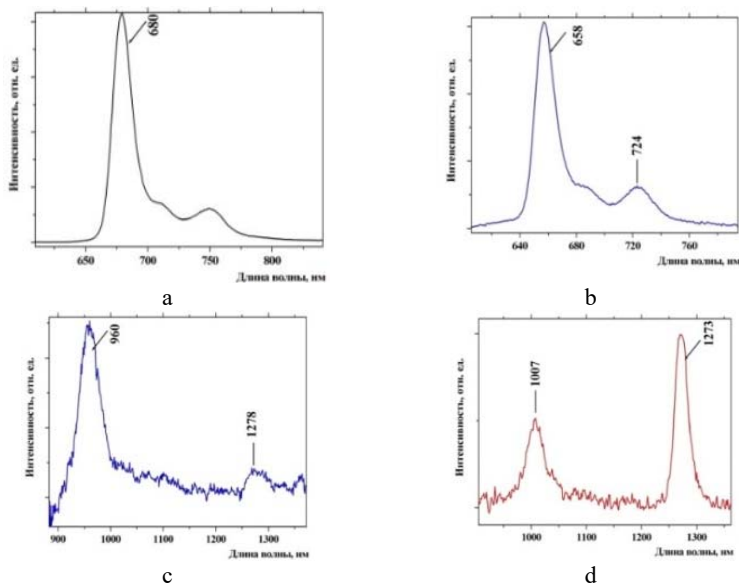 Интенсивность, отн. ед.
680
650
700
750
800
Длина волны, нм
a
Интенсивность, отн. ед.
658
724
640
680
720
760
Длина волны, нм
b
Интенсивность, отн. ед.
960
1278
900
1000
1100
1200
1300
Длина волны, нм
c
Интенсивность, отн. ед.
1007
1273
1000
1100
1200
1300
Длина волны, нм
d